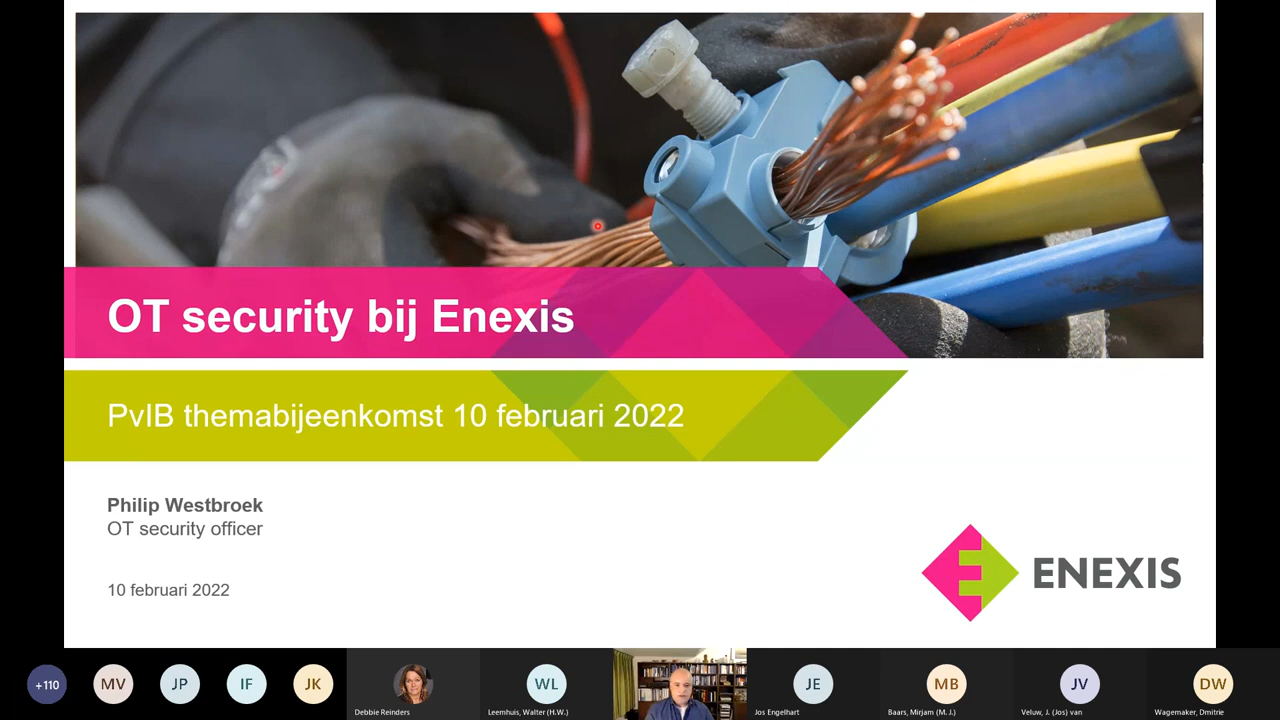 OT security bij Enexis
PvIB themabijeenkomst 10 februari 2022
Philip Westbroek
OT security officer
10 februari 2022
ENEXIS
+110
MV
JP
IF
JK
Debbie Reinders
WL
Leemhuis, Walter (H.W.)
JE
Jos Engelhart
MB
Baars, Mirjam (M. J.)
JV
Veluw, J. (Jos) van
DW
Wagemaker, Dmitrie